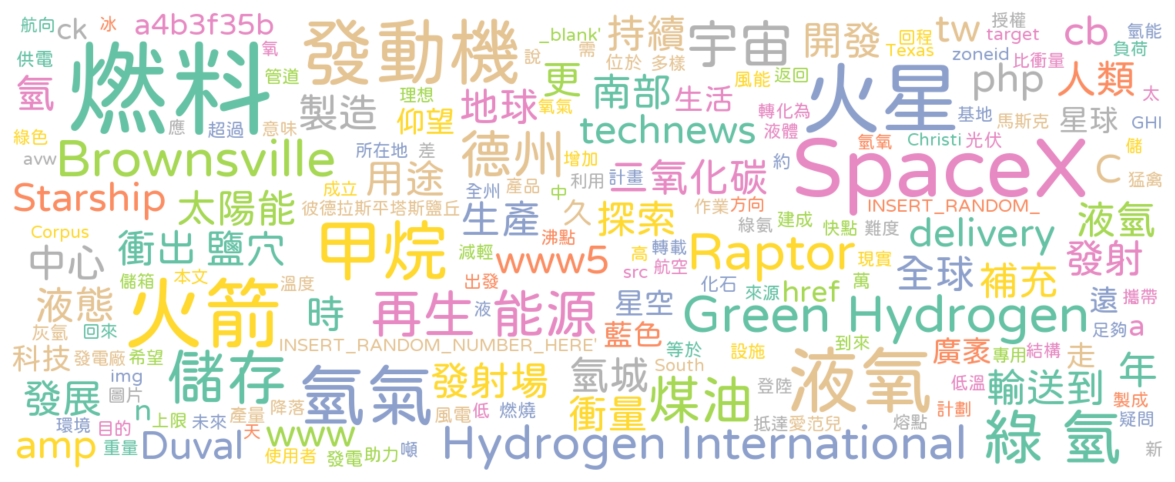 航向 ck 冰 a4b3f35b 發動機 _blank' 持續 宇宙 開發 授權 tw cb 氫能
供電 燃料 氧 說 需 位於 多樣 回程 Texas target 比衝量 負荷
氫 管道 理想 更 南部 生活 風能 返回 火星 zoneid php 人類 太
綠色 應 超過 製造 意味 仰望 地球 氧氣 technews 轉化為 液體 基地 馬斯克 星球 GHI
avw Brownsville 所在地 差 德州 增加 二氧化碳 約 SpaceX 氫氧 Christi 光伏 C 儲 猛禽
Starship 太陽能 成立 用途 全州 產品 中 利用 計畫 作業 方向 INSERT_RANDOM_
彼德拉斯平塔斯鹽丘 生產 久 探索 綠氨 建成 快點 難度 液氫
Corpus 中心 衝出 鹽穴 甲烷 減輕 沸點 高 轉載 Raptor 現實 delivery 發射
儲箱 本文 溫度 www5 出發 src 航空 全球 補充
液態 火箭 時 再生 能源 液 星空 化石 來源 href 萬 遠 攜帶
灰氫 回來 INSERT_RANDOM_NUMBER_HERE' 藍色 Green Hydrogen 足夠 a
科技 發電廠 希望 儲存 氫氣 發射場 氫城 等於 設施 到來 液氧 廣袤 專用 結構 走
發展 img 圖片 South 煤油 登陸 低溫 輸送到 年
n 上限 未來 產量 降落 風電 低 燃燒 衝量 抵達 愛范兒 熔點 計劃 製成
環境 目的 天 www 綠 氫 疑問
amp 重量 Duval 使用者 發電 助力 噸 Hydrogen International 新